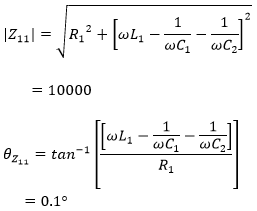 |Z₁₁| = √(R₁² + [ωL₁ − 1/(ωC₁) − 1/(ωC₂)]²)
= 10000
θ_Z₁₁ = tan⁻¹ [[ωL₁ − 1/(ωC₁) − 1/(ωC₂)]/R₁]
= 0.1°